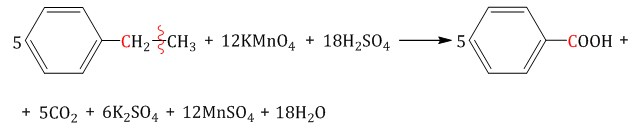 5 CH₂ CH₃ + 12KMnO₄ + 18H₂SO₄ 5 COOH +
+ 5CO₂ + 6K₂SO₄ + 12MnSO₄ + 18H₂O